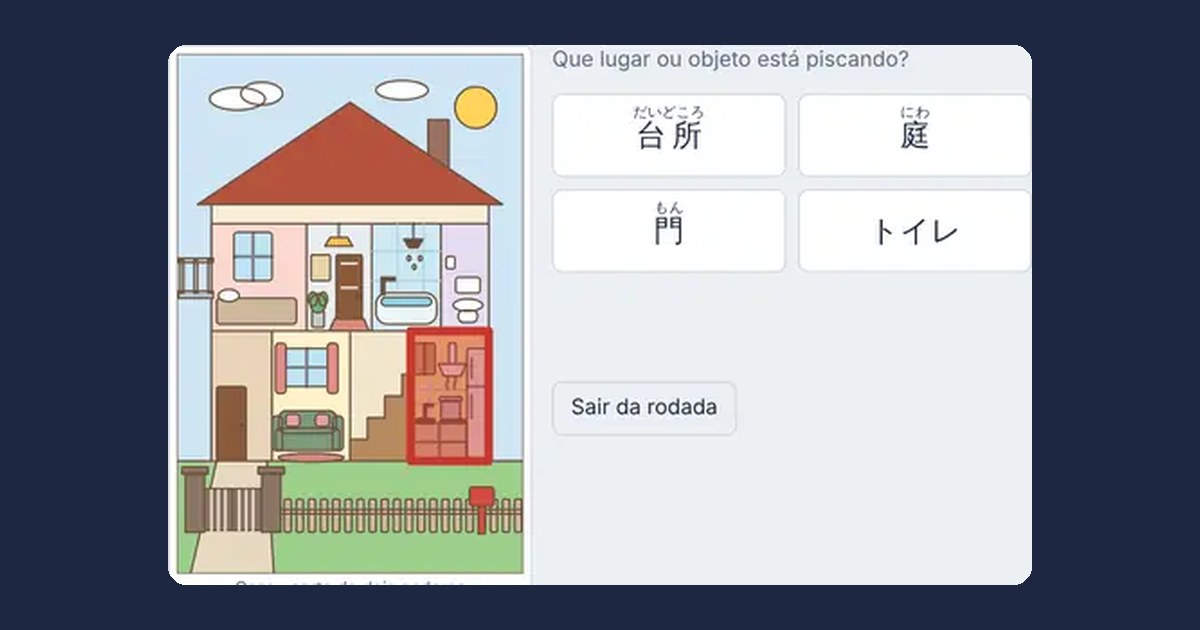 Que lugar ou objeto está piscando?
だいどころ
台所
にわ
庭
もん
門
トイレ
Sair da rodada